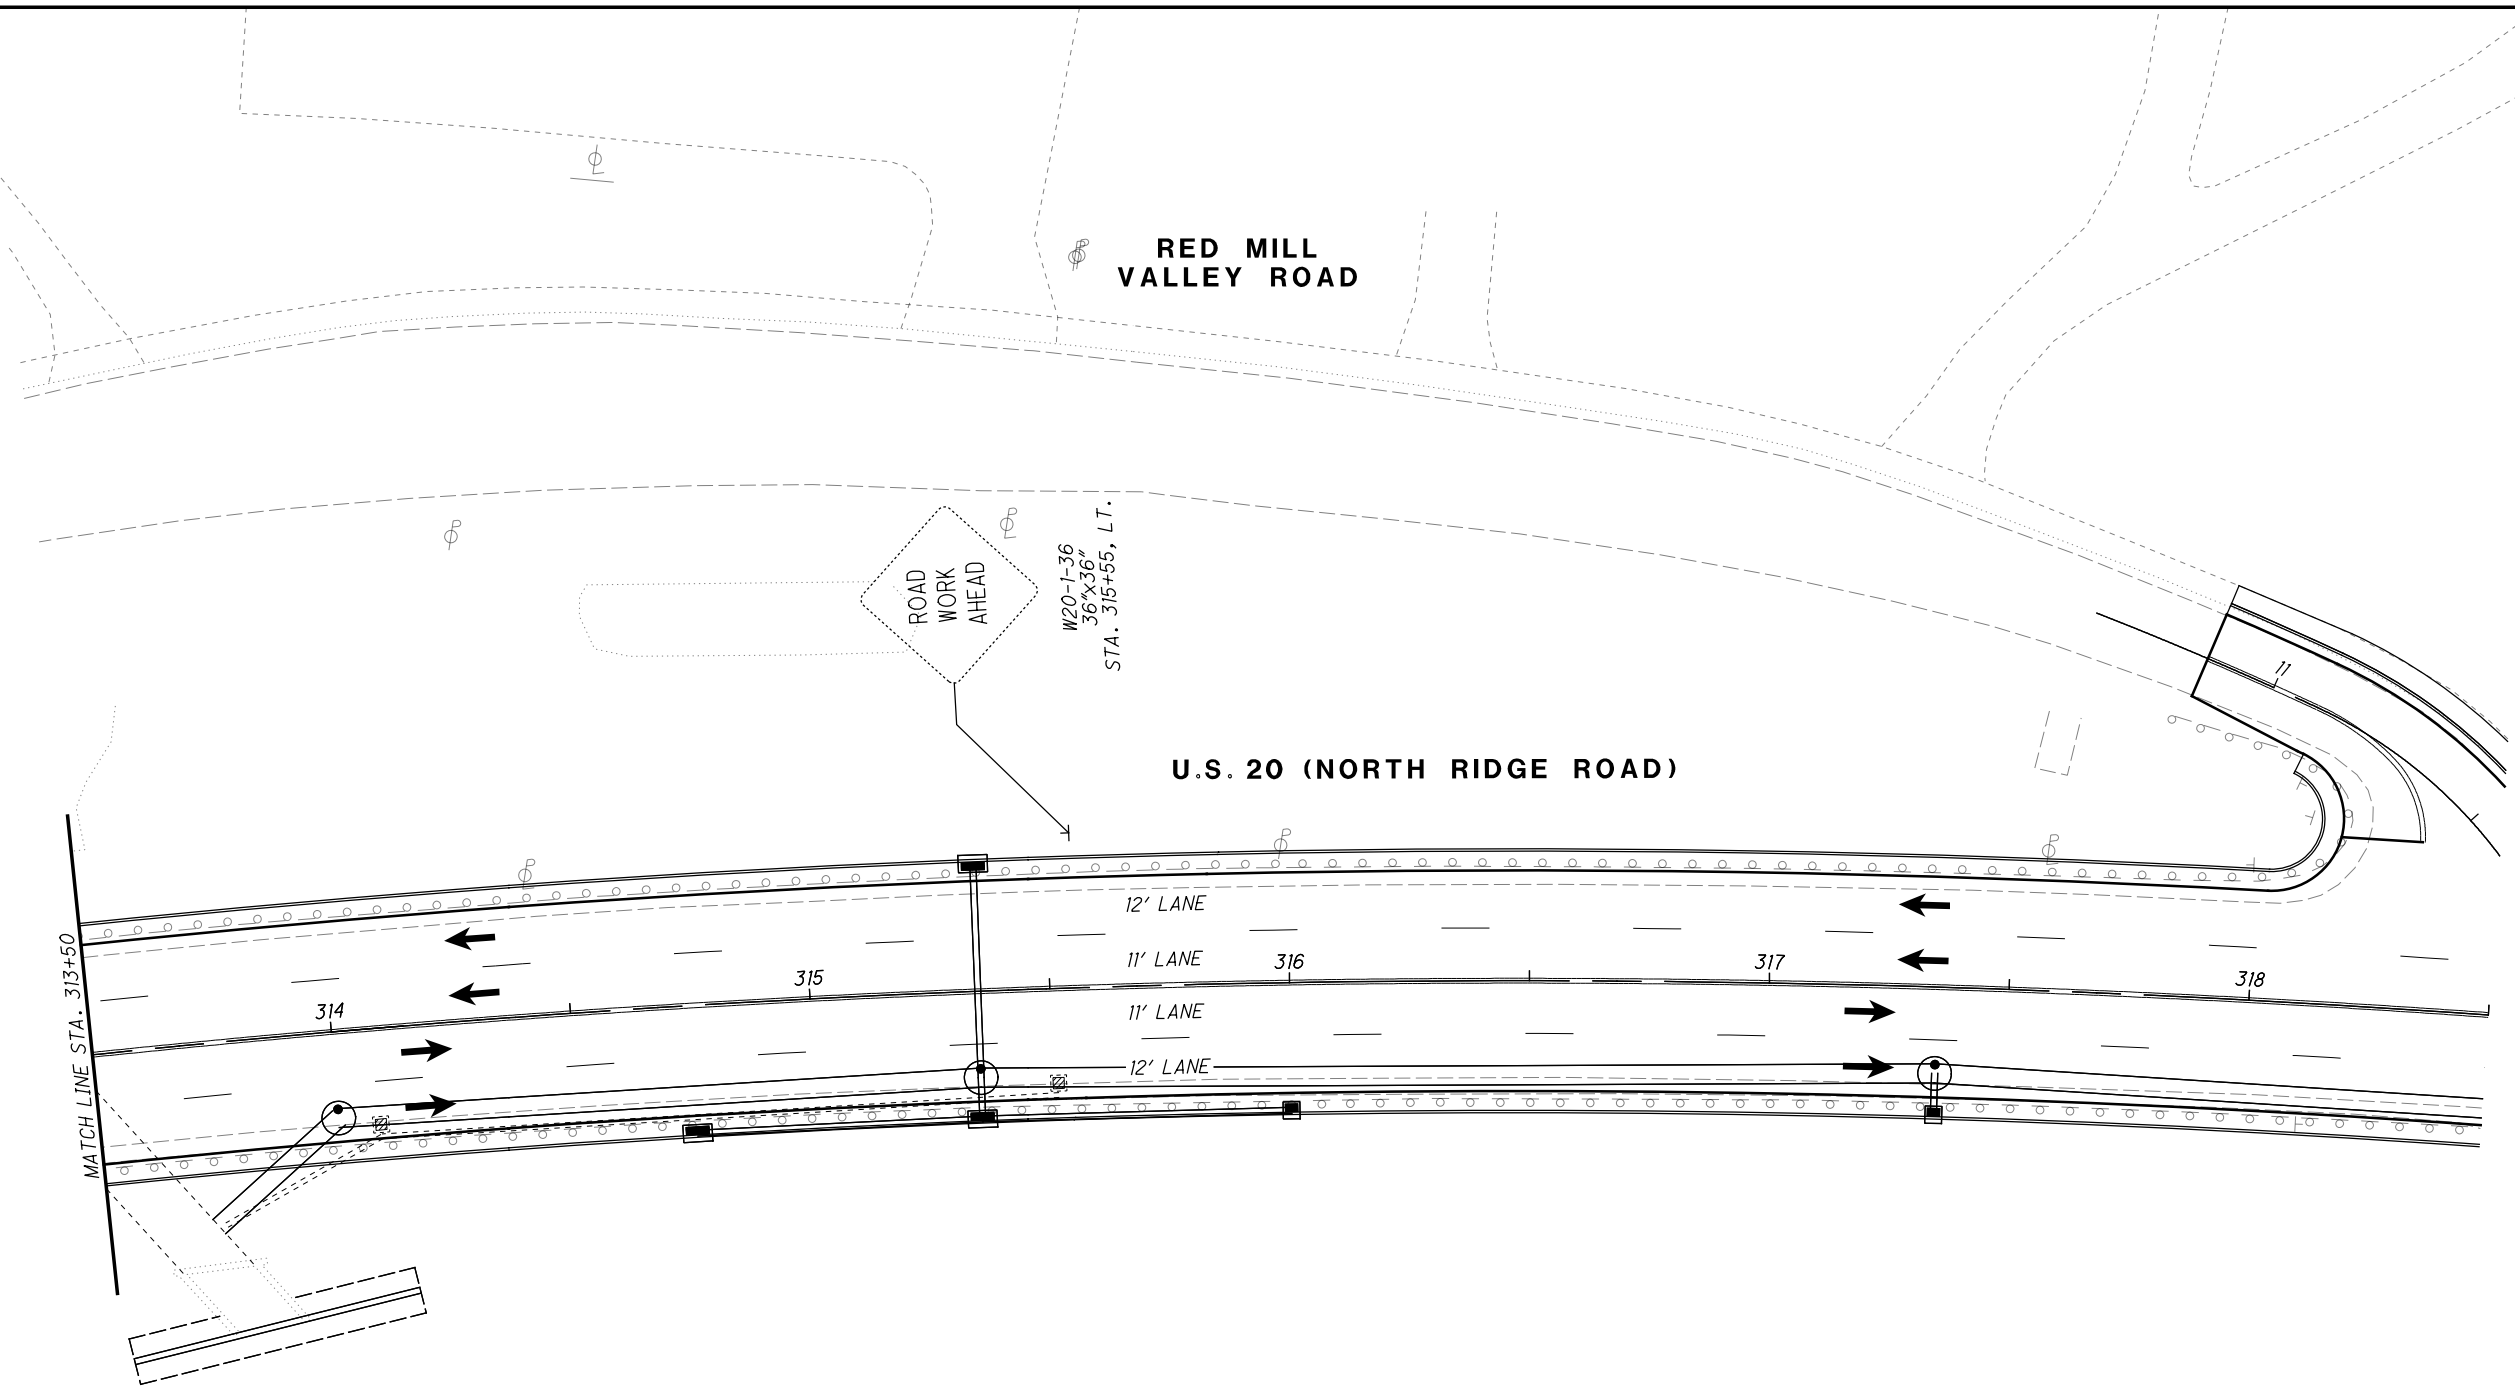 RED MILL
VALLEY ROAD
ROAD
WORK
AHEAD
W20-1-36
36"x36"
STA. 315+55, LT.
11
U.S. 20 (NORTH RIDGE ROAD)
12' LANE
11' LANE
314
315
316
317
318
11' LANE
12' LANE
MATCH LINE STA. 313+50